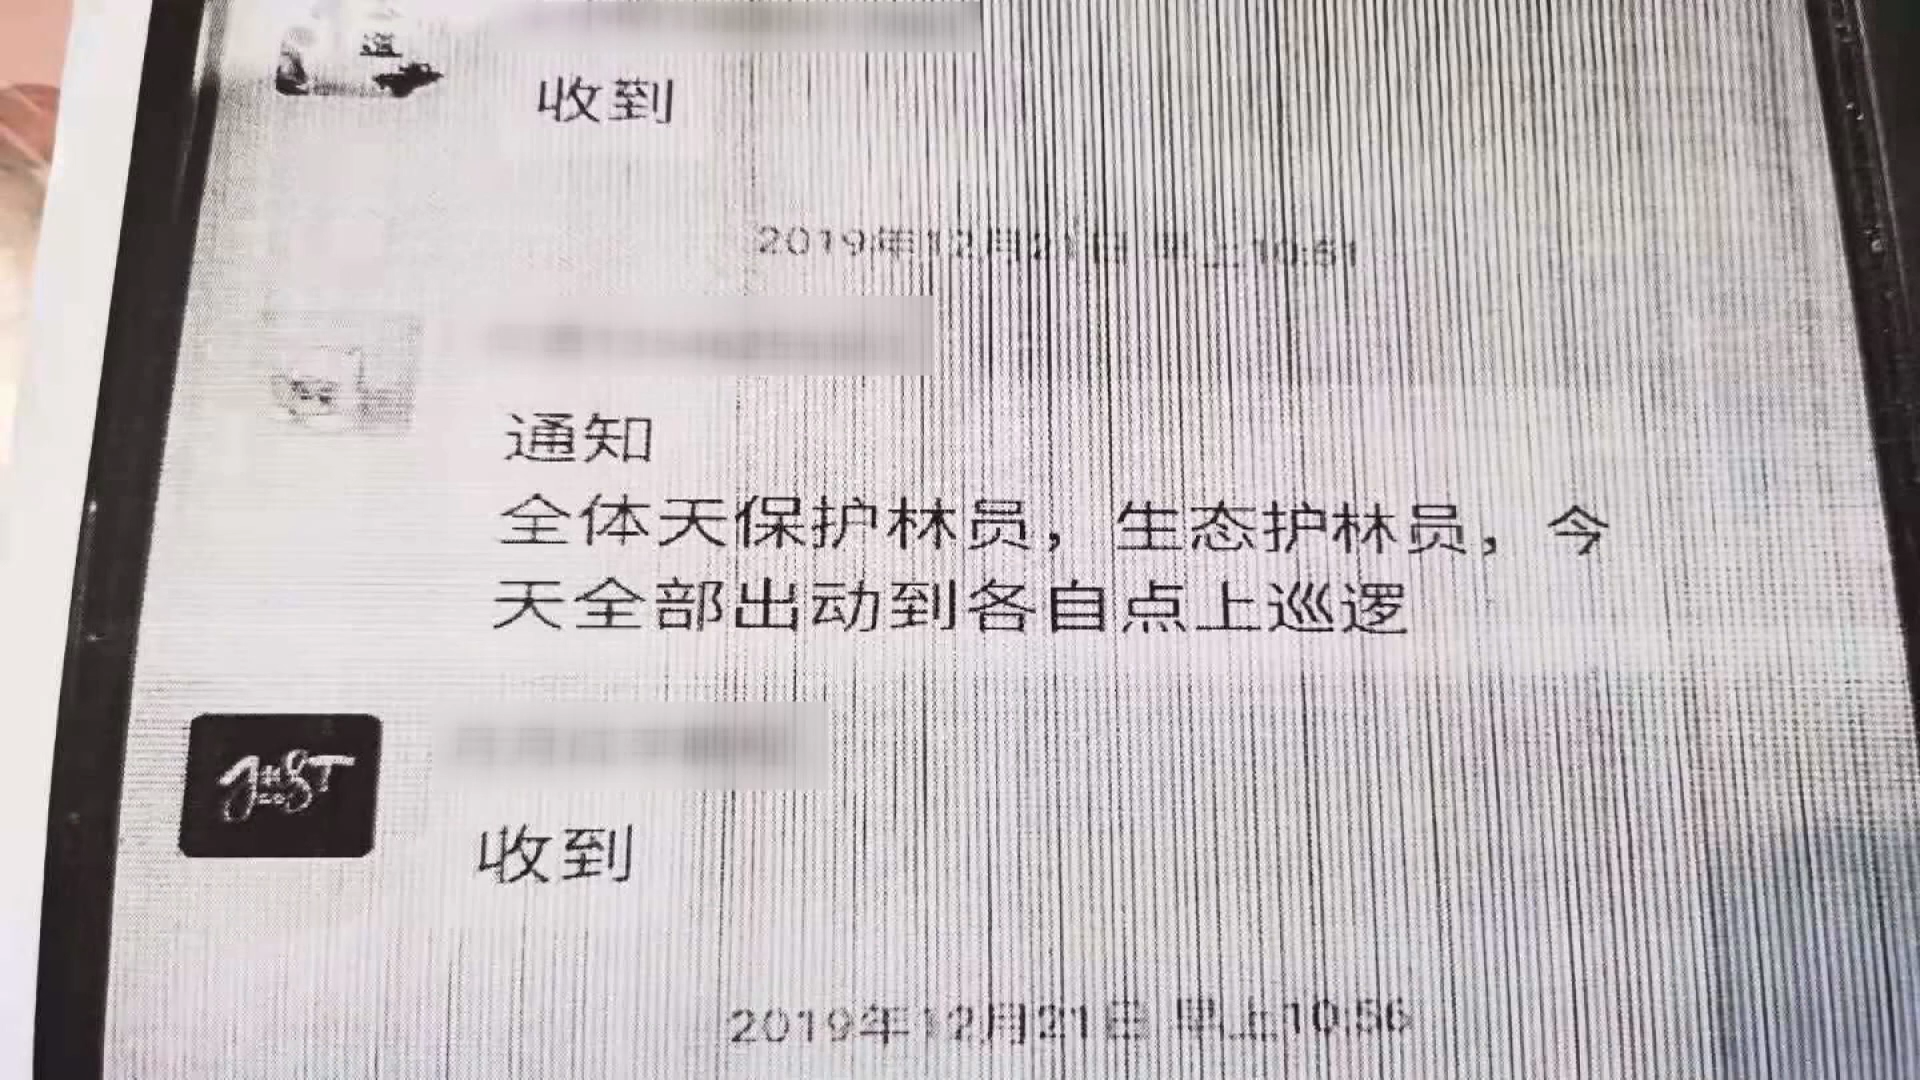 收到
2019年12月21日 早上10:51
通知
全体天保护林员，生态护林员，今
天全部出动到各自点上巡逻
收到
2019年12月21日 早上10:56